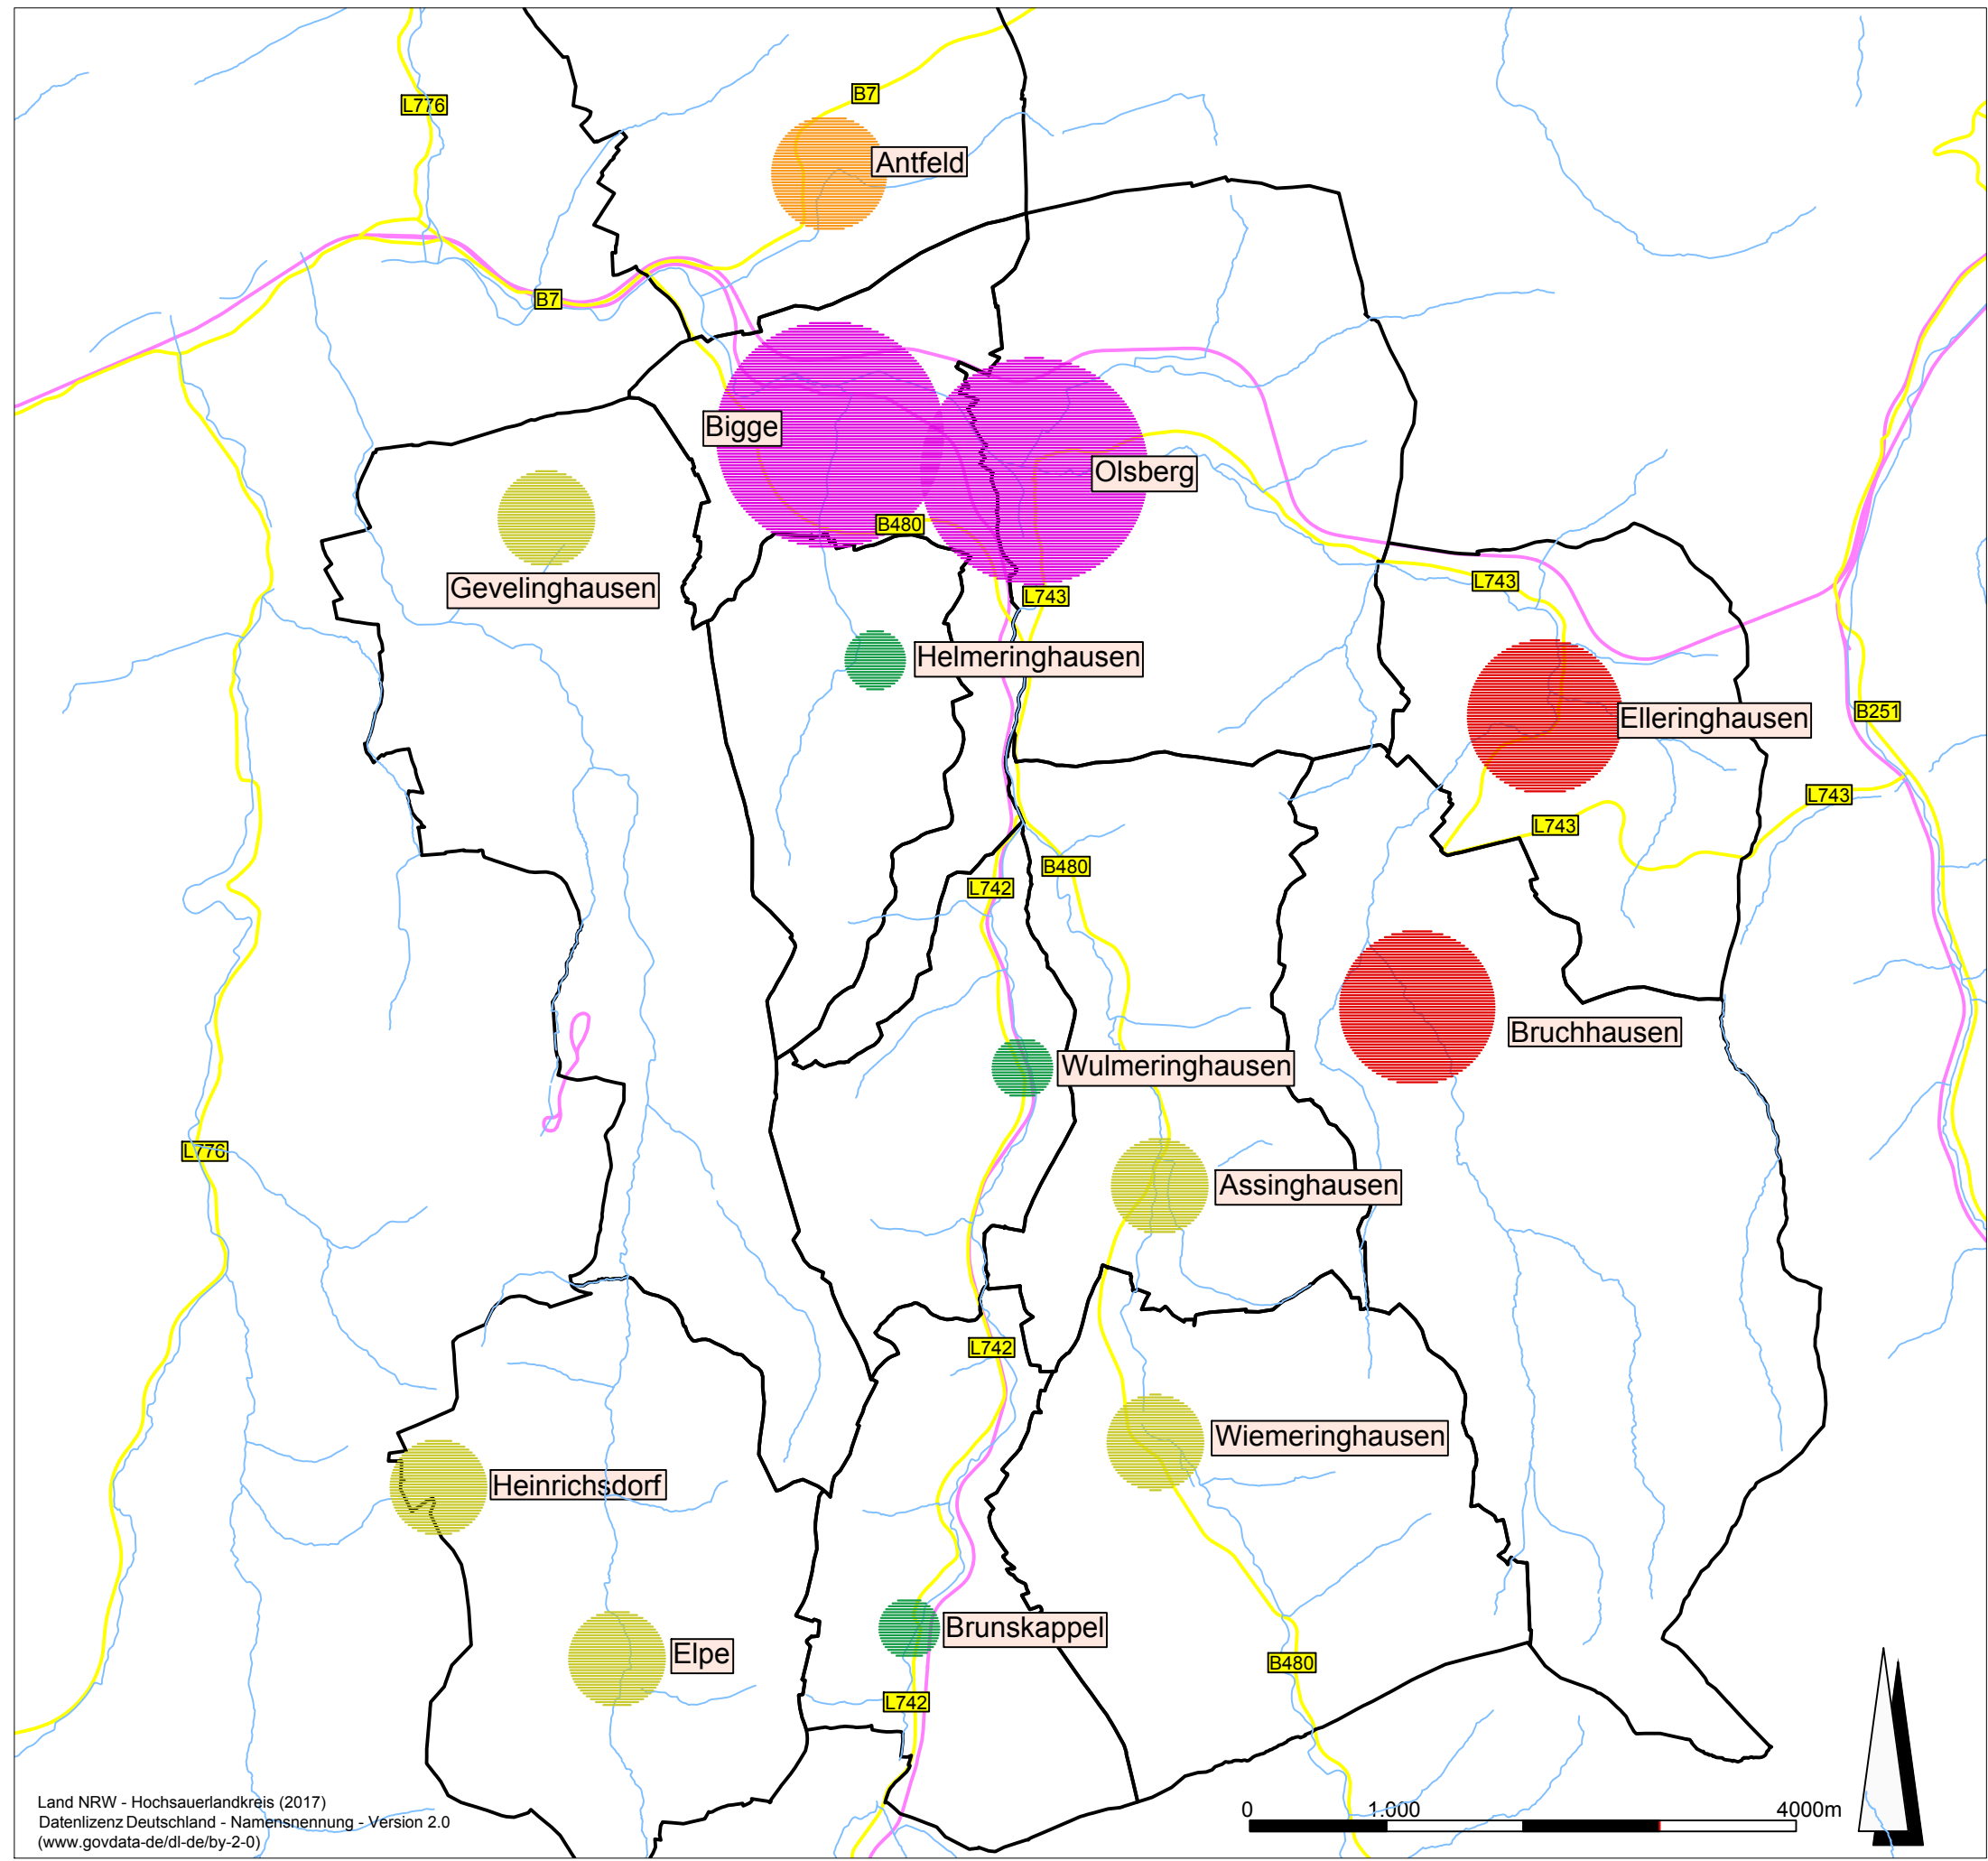 B7
L776
Antfeld
B7
Bigge
Olsberg
B480
Gevelinghausen
L743
L743
Helmeringhausen
Elleringhausen
B251
L743
L743
B480
L742
Bruchhausen
Wulmeringhausen
L776
Assinghausen
L742
Wiemeringhausen
Heinrichsdorf
Brunskappel
Elpe
B480
L742
Land NRW - Hochsauerlandkreis (2017)
Datenlizenz Deutschland - Namensnennung - Version 2.0
(www.govdata-de/dl-de/by-2-0)
0 1.000 4000m